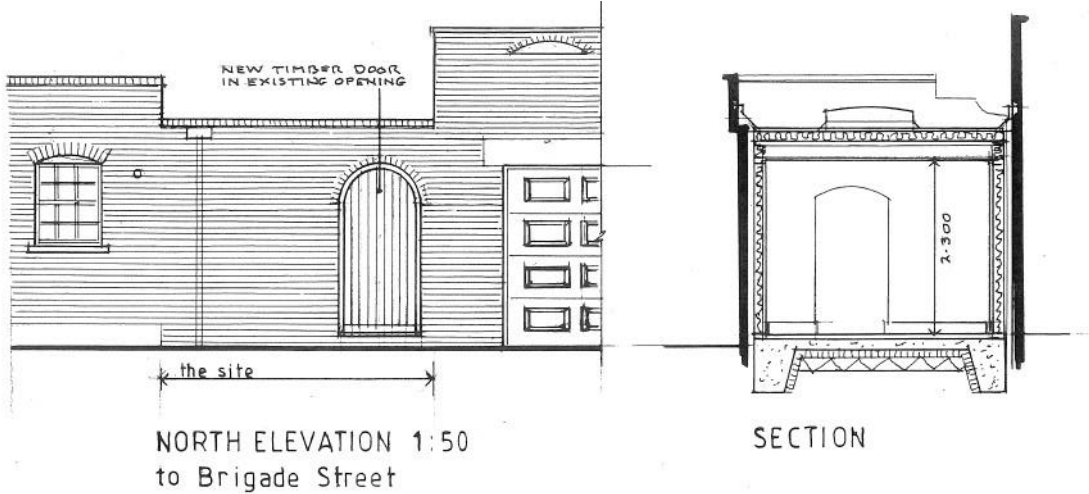 NEW TIMBER DOOR
IN EXISTING OPENING
2.300
the site
NORTH ELEVATION 1:50
to Brigade Street
SECTION